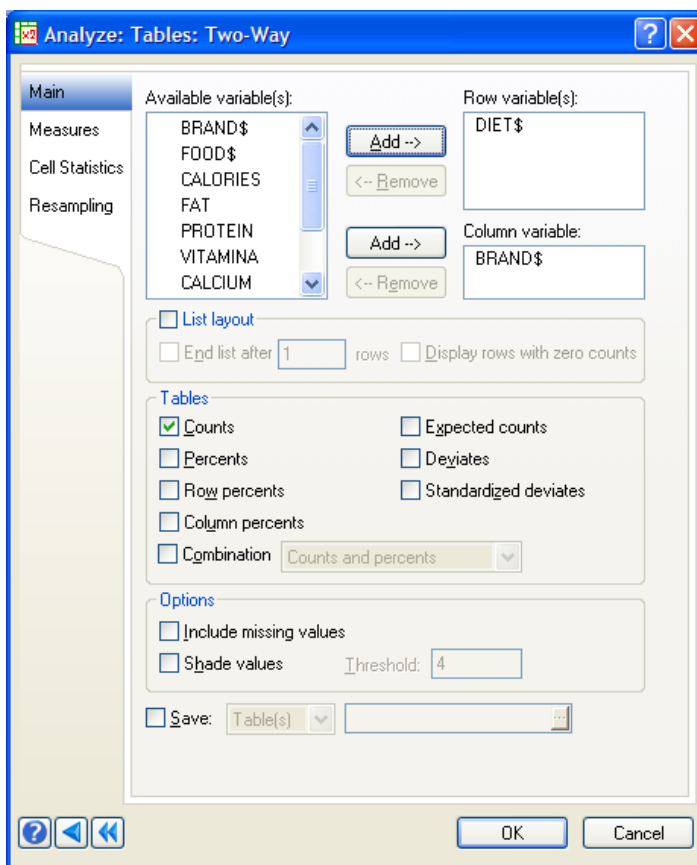 Analyze: Tables: Two-Way
Main
Measures
Cell Statistics
Resampling
Available variable(s):
BRAND$
FOOD$
CALORIES
FAT
PROTEIN
VITAMINA
CALCIUM
Add -->
<-- Remove
Add -->
<-- Remove
Row variable(s):
DIET$
Column variable:
BRAND$
List layout
End list after 1 rows Display rows with zero counts
Tables
Counts Expected counts
Percents Deviates
Row percents Standardized deviates
Column percents
Combination Counts and percents
Options
Include missing values
Shade values Threshold: 4
Save: Table(s) ...
OK Cancel